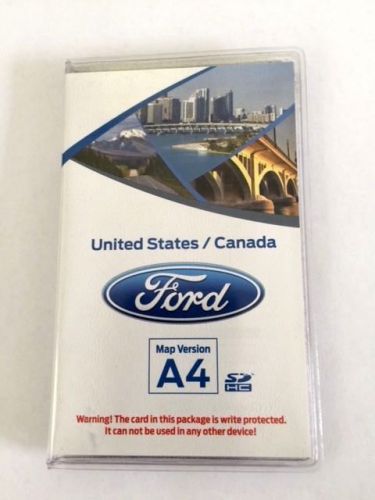 United States / Canada
Ford
Map Version
A4
SD
HC
Warning! The card in this package is write protected.
It can not be used in any other device!